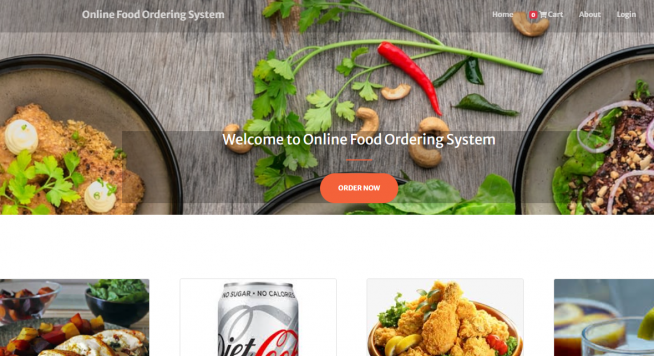 Online Food Ordering System
Home 0 Cart About Login
Welcome to Online Food Ordering System
ORDER NOW
NO SUGAR • NO CALORIES
Diet